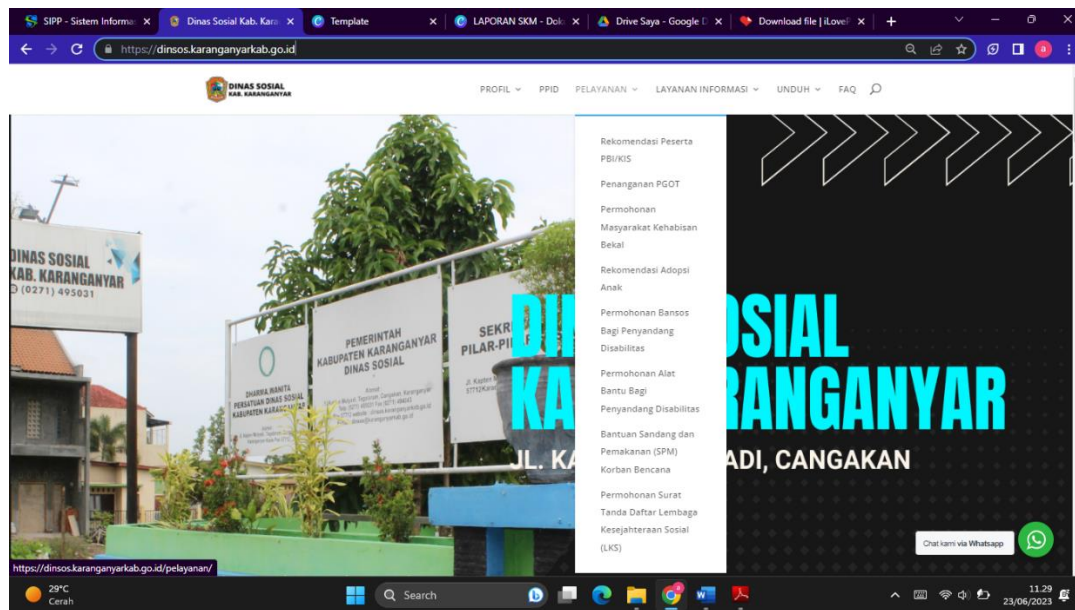 SIPP - Sistem Informa
Dinas Sosial Kab. Kara
Template
LAPORAN SKM - Dok
Drive Saya - Google D
Download file | iLoveP
https://dinsos.karanganyarkab.go.id
a
DINAS SOSIAL
KAB. KARANGANYAR
PROFIL
PPID
PELAYANAN
LAYANAN INFORMASI
UNDUH
FAQ
Rekomendasi Peserta
PBI/KIS
Penanganan PGOT
Permohonan
Masyarakat Kehabisan
Bekal
Rekomendasi Adopsi
Anak
Permohonan Bansos
Bagi Penyandang
Disabilitas
Permohonan Alat
Bantu Bagi
Penyandang Disabilitas
Bantuan Sandang dan
Pemakanan (SPM)
Korban Bencana
Permohonan Surat
Tanda Daftar Lembaga
Kesejahteraan Sosial
(LKS)
DINAS SOSIAL
KAB. KARANGANYAR
(0271) 495031
DHARMA WANITA
PERSATUAN DINAS SOSIAL
KABUPATEN KARANGANYAR
PEMERINTAH
KABUPATEN KARANGANYAR
DINAS SOSIAL
SEKR
PILAR-PI
DI OSIAL
KA RANGANYAR
JL. KA ADI, CANGAKAN
Chat kami via Whatsapp
https://dinsos.karanganyarkab.go.id/pelayanan/
29°C
Cerah
Search
11.29
23/06/2023